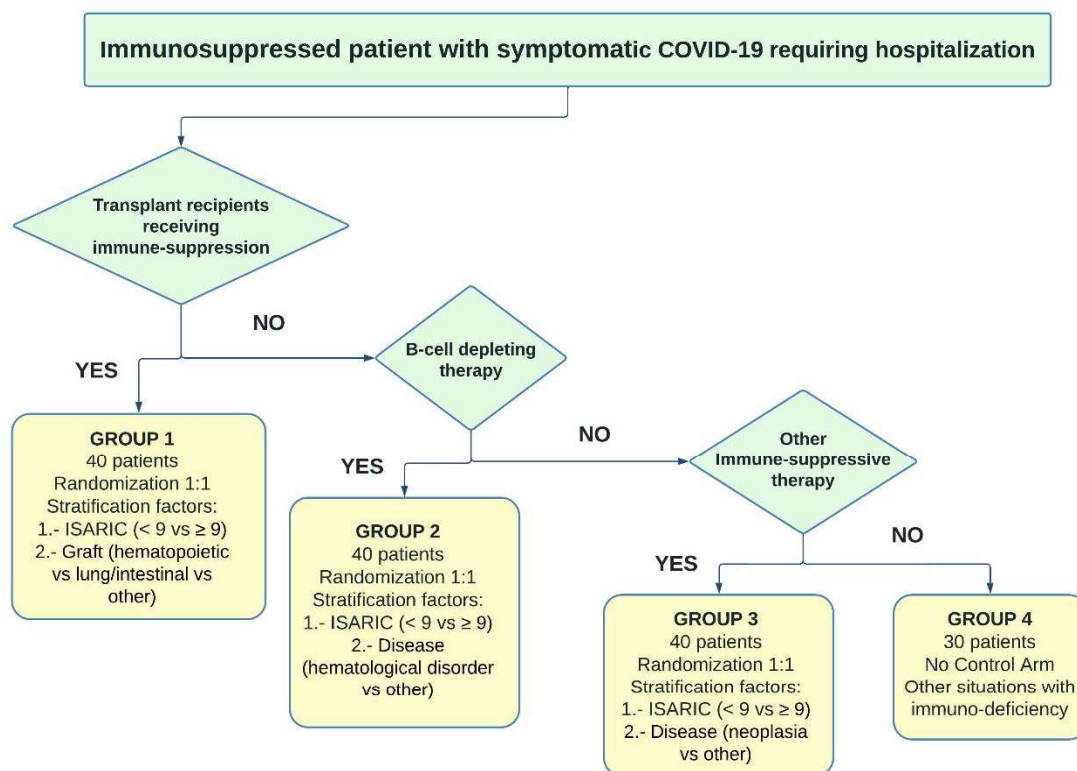 Immunosuppressed patient with symptomatic COVID-19 requiring hospitalization
Transplant recipients
receiving
immune-suppression
NO
YES
B-cell depleting
therapy
GROUP 1
40 patients
Randomization 1:1
Stratification factors:
1.- ISARIC (< 9 vs ≥ 9)
2.- Graft (hematopoietic
vs lung/intestinal vs
other)
NO
YES
Other
Immune-suppressive
therapy
GROUP 2
40 patients
Randomization 1:1
Stratification factors:
1.- ISARIC (< 9 vs ≥ 9)
2.- Disease
(hematological disorder
vs other)
YES
NO
GROUP 3
40 patients
Randomization 1:1
Stratification factors:
1.- ISARIC (< 9 vs ≥ 9)
2.- Disease (neoplasia
vs other)
GROUP 4
30 patients
No Control Arm
Other situations with
immuno-deficiency